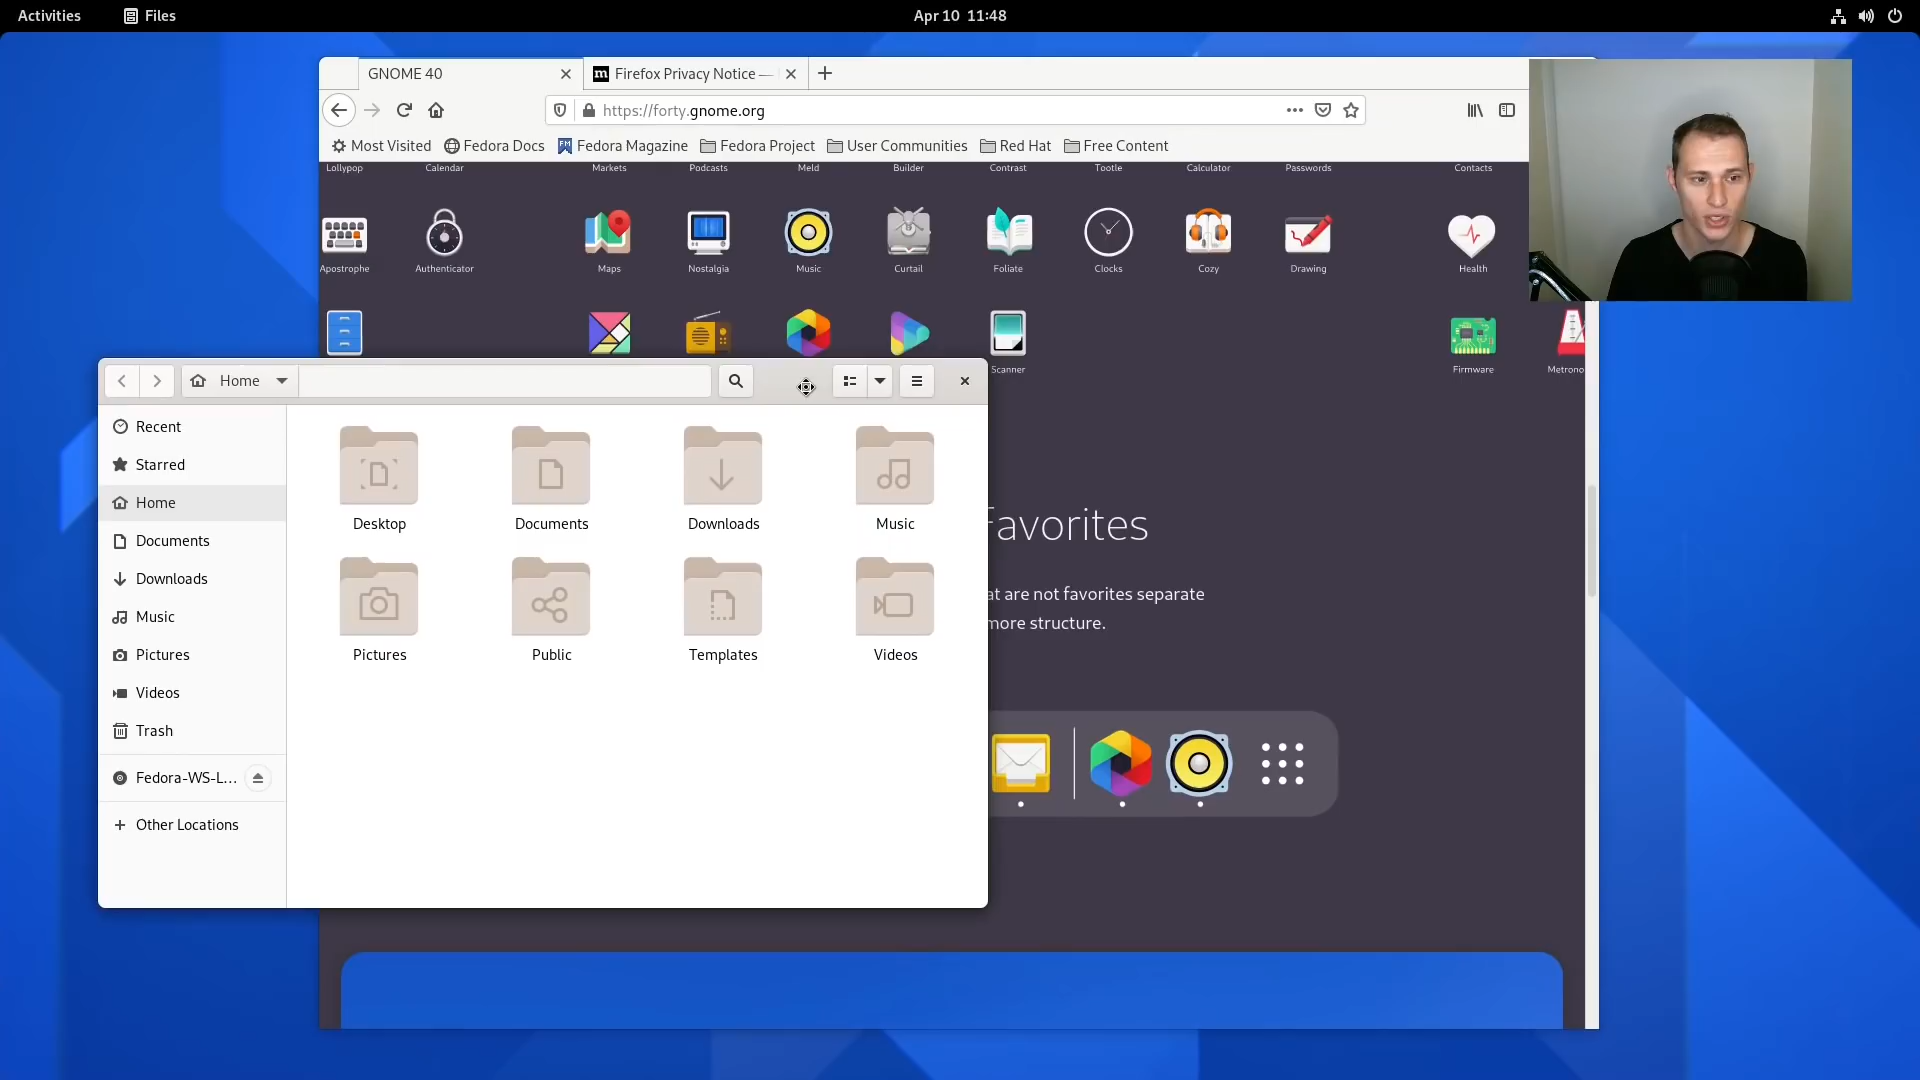 Activities
Files
Apr 10 11:48
GNOME 40
m Firefox Privacy Notice —
https://forty.gnome.org
Most Visited
Fedora Docs
FM Fedora Magazine
Fedora Project
User Communities
Red Hat
Free Content
Lollypop
Calendar
Markets
Podcasts
Meld
Builder
Contrast
Tootle
Calculator
Passwords
Contacts
Apostrophe
Authenticator
Maps
Nostalgia
Music
Curtail
Foliate
Clocks
Cozy
Drawing
Health
Scanner
Firmware
Metrono
Home
Recent
Starred
Home
Documents
Downloads
Music
Pictures
Videos
Trash
Fedora-WS-L...
Other Locations
Desktop
Documents
Downloads
Music
Pictures
Public
Templates
Videos
Favorites
at are not favorites separate
more structure.